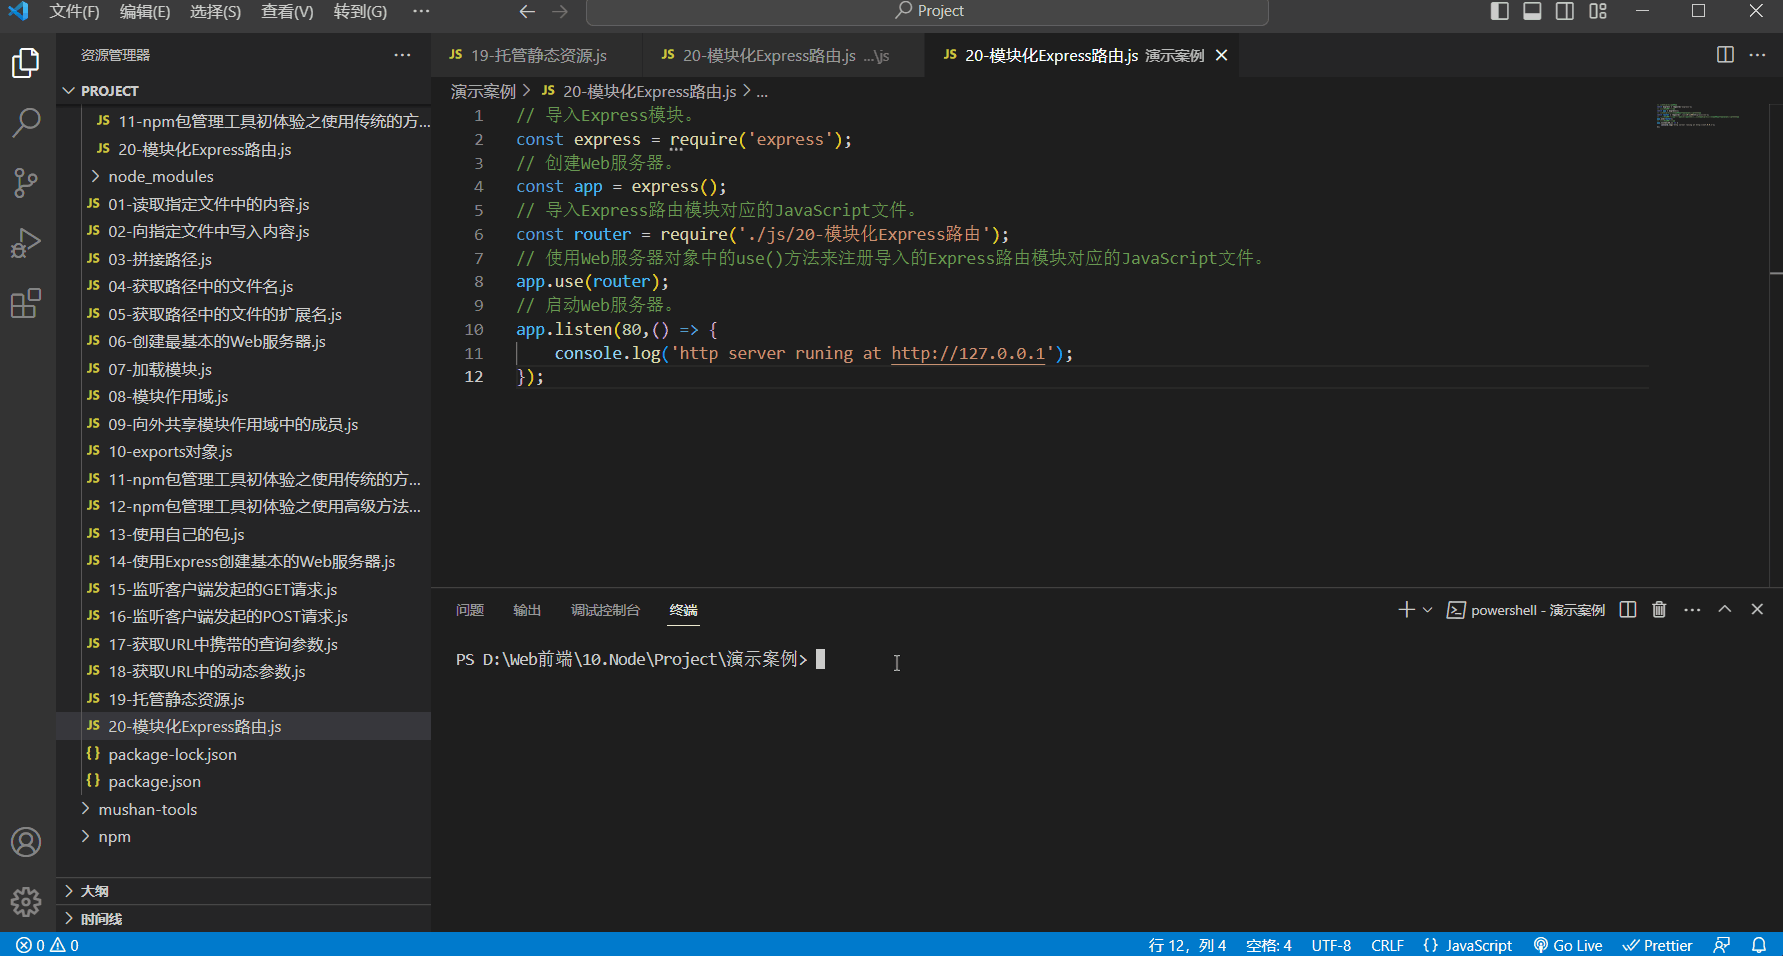 文件(F) 编辑(E) 选择(S) 查看(V) 转到(G) ··· Project
资源管理器 ···
PROJECT
JS 11-npm包管理工具初体验之使用传统的方...
JS 20-模块化Express路由.js
node_modules
JS 01-读取指定文件中的内容.js
JS 02-向指定文件中写入内容.js
JS 03-拼接路径.js
JS 04-获取路径中的文件名.js
JS 05-获取路径中的文件的扩展名.js
JS 06-创建最基本的Web服务器.js
JS 07-加载模块.js
JS 08-模块作用域.js
JS 09-向外共享模块作用域中的成员.js
JS 10-exports对象.js
JS 11-npm包管理工具初体验之使用传统的方...
JS 12-npm包管理工具初体验之使用高级方法...
JS 13-使用自己的包.js
JS 14-使用Express创建基本的Web服务器.js
JS 15-监听客户端发起的GET请求.js
JS 16-监听客户端发起的POST请求.js
JS 17-获取URL中携带的查询参数.js
JS 18-获取URL中的动态参数.js
JS 19-托管静态资源.js
JS 20-模块化Express路由.js
{} package-lock.json
{} package.json
mushan-tools
npm
大纲
时间线
JS 19-托管静态资源.js JS 20-模块化Express路由.js ...\js JS 20-模块化Express路由.js 演示案例
演示案例 > JS 20-模块化Express路由.js > ...
1 // 导入Express模块。
2 const express = require('express');
3 // 创建Web服务器。
4 const app = express();
5 // 导入Express路由模块对应的JavaScript文件。
6 const router = require('./js/20-模块化Express路由');
7 // 使用Web服务器对象中的use()方法来注册导入的Express路由模块对应的JavaScript文件。
8 app.use(router);
9 // 启动Web服务器。
10 app.listen(80,() => {
11 console.log('http server runing at http://127.0.0.1');
12 });
问题 输出 调试控制台 终端 powershell - 演示案例
PS D:\Web前端\10.Node\Project\演示案例>
0 0 行 12，列 4 空格: 4 UTF-8 CRLF {} JavaScript Go Live Prettier